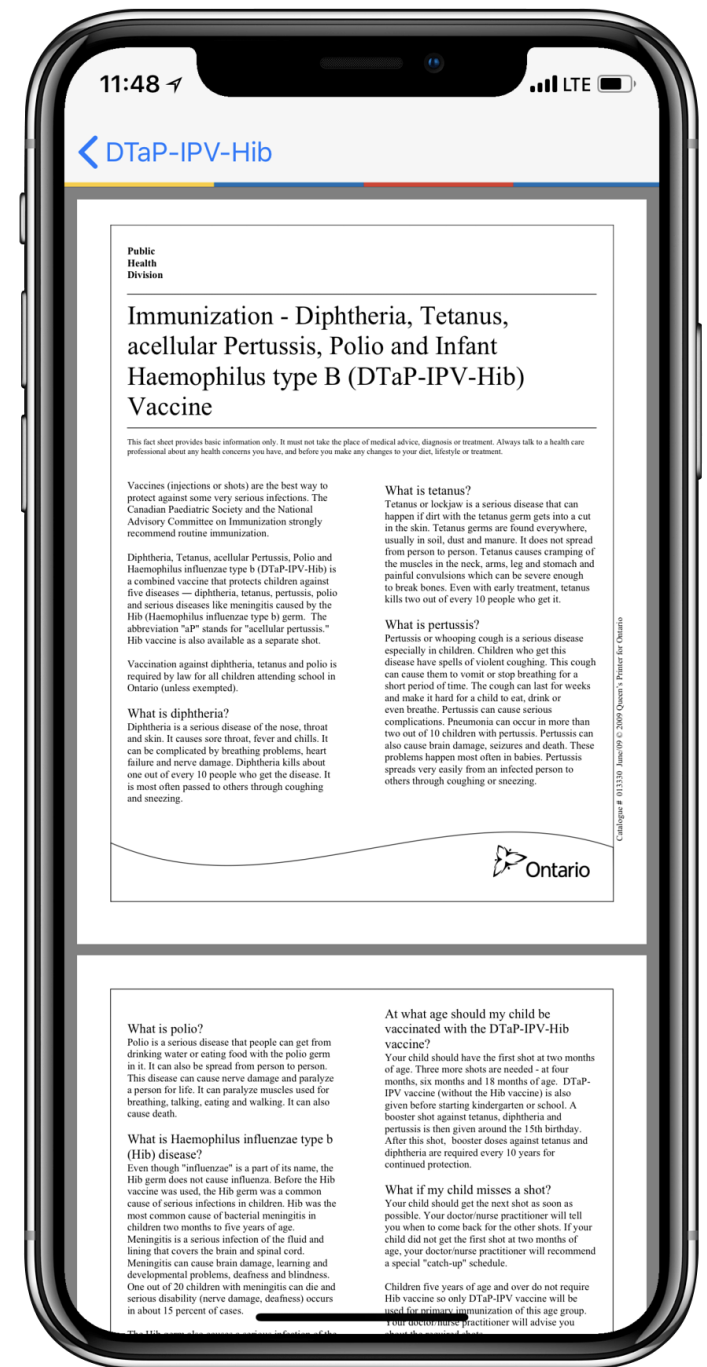 11:48
LTE
DTaP-IPV-Hib
Public
Health
Division
Immunization - Diphtheria, Tetanus,
acellular Pertussis, Polio and Infant
Haemophilus type B (DTaP-IPV-Hib)
Vaccine
This fact sheet provides basic information only. It must not take the place of medical advice, diagnosis or treatment. Always talk to a health care
professional about any health concerns you have, and before you make any changes to your diet, lifestyle or treatment.
Vaccines (injections or shots) are the best way to
protect against some very serious infections. The
Canadian Paediatric Society and the National
Advisory Committee on Immunization strongly
recommend routine immunization.
Diphtheria, Tetanus, acellular Pertussis, Polio and
Haemophilus influenzae type b (DTaP-IPV-Hib) is
a combined vaccine that protects children against
five diseases — diphtheria, tetanus, pertussis, polio
and serious diseases like meningitis caused by the
Hib (Haemophilus influenzae type b) germ.  The
abbreviation "aP" stands for "acellular pertussis."
Hib vaccine is also available as a separate shot.
Vaccination against diphtheria, tetanus and polio is
required by law for all children attending school in
Ontario (unless exempted).
What is diphtheria?
Diphtheria is a serious disease of the nose, throat
and skin. It causes sore throat, fever and chills. It
can be complicated by breathing problems, heart
failure and nerve damage. Diphtheria kills about
one out of every 10 people who get the disease. It
is most often passed to others through coughing
and sneezing.
What is tetanus?
Tetanus or lockjaw is a serious disease that can
happen if dirt with the tetanus germ gets into a cut
in the skin. Tetanus germs are found everywhere,
usually in soil, dust and manure. It does not spread
from person to person. Tetanus causes cramping of
the muscles in the neck, arms, leg and stomach and
painful convulsions which can be severe enough
to break bones. Even with early treatment, tetanus
kills two out of every 10 people who get it.
What is pertussis?
Pertussis or whooping cough is a serious disease
especially in children. Children who get this
disease have spells of violent coughing. This cough
can cause them to vomit or stop breathing for a
short period of time. The cough can last for weeks
and make it hard for a child to eat, drink or
even breathe. Pertussis can cause serious
complications. Pneumonia can occur in more than
two out of 10 children with pertussis. Pertussis can
also cause brain damage, seizures and death. These
problems happen most often in babies. Pertussis
spreads very easily from an infected person to
others through coughing or sneezing.
Catalogue # 013330 June/09 © 2009 Queen's Printer for Ontario
Ontario
What is polio?
Polio is a serious disease that people can get from
drinking water or eating food with the polio germ
in it. It can also be spread from person to person.
This disease can cause nerve damage and paralyze
a person for life. It can paralyze muscles used for
breathing, talking, eating and walking. It can also
cause death.
What is Haemophilus influenzae type b
(Hib) disease?
Even though "influenzae" is a part of its name, the
Hib germ does not cause influenza. Before the Hib
vaccine was used, the Hib germ was a common
cause of serious infections in children. Hib was the
most common cause of bacterial meningitis in
children two months to five years of age.
Meningitis is a serious infection of the fluid and
lining that covers the brain and spinal cord.
Meningitis can cause brain damage, learning and
developmental problems, deafness and blindness.
One out of 20 children with meningitis can die and
serious disability (nerve damage, deafness) occurs
in about 15 percent of cases.
The Hib germ also causes a serious infection of the
At what age should my child be
vaccinated with the DTaP-IPV-Hib
vaccine?
Your child should have the first shot at two months
of age. Three more shots are needed - at four
months, six months and 18 months of age.  DTaP-
IPV vaccine (without the Hib vaccine) is also
given before starting kindergarten or school. A
booster shot against tetanus, diphtheria and
pertussis is then given around the 15th birthday.
After this shot,  booster doses against tetanus and
diphtheria are required every 10 years for
continued protection.
What if my child misses a shot?
Your child should get the next shot as soon as
possible. Your doctor/nurse practitioner will tell
you when to come back for the other shots. If your
child did not get the first shot at two months of
age, your doctor/nurse practitioner will recommend
a special "catch-up" schedule.
Children five years of age and over do not require
Hib vaccine so only DTaP-IPV vaccine will be
used for primary immunization of this age group.
Your doctor/nurse practitioner will advise you
about the required shots.